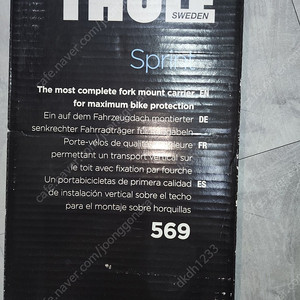 THULE
SWEDEN
Sprint
The most complete fork mount carrier EN
for maximum bike protection
Ein auf dem Fahrzeugdach montierter DE
senkrechter Fahrradträger für
Porte-vélos de FR
permettant un transport vertical sur
le toit avec fixation par fourche
Un portabicicletas de primera calidad ES
de instalación vertical sobre el techo
para el montaje sobre horquillas
569